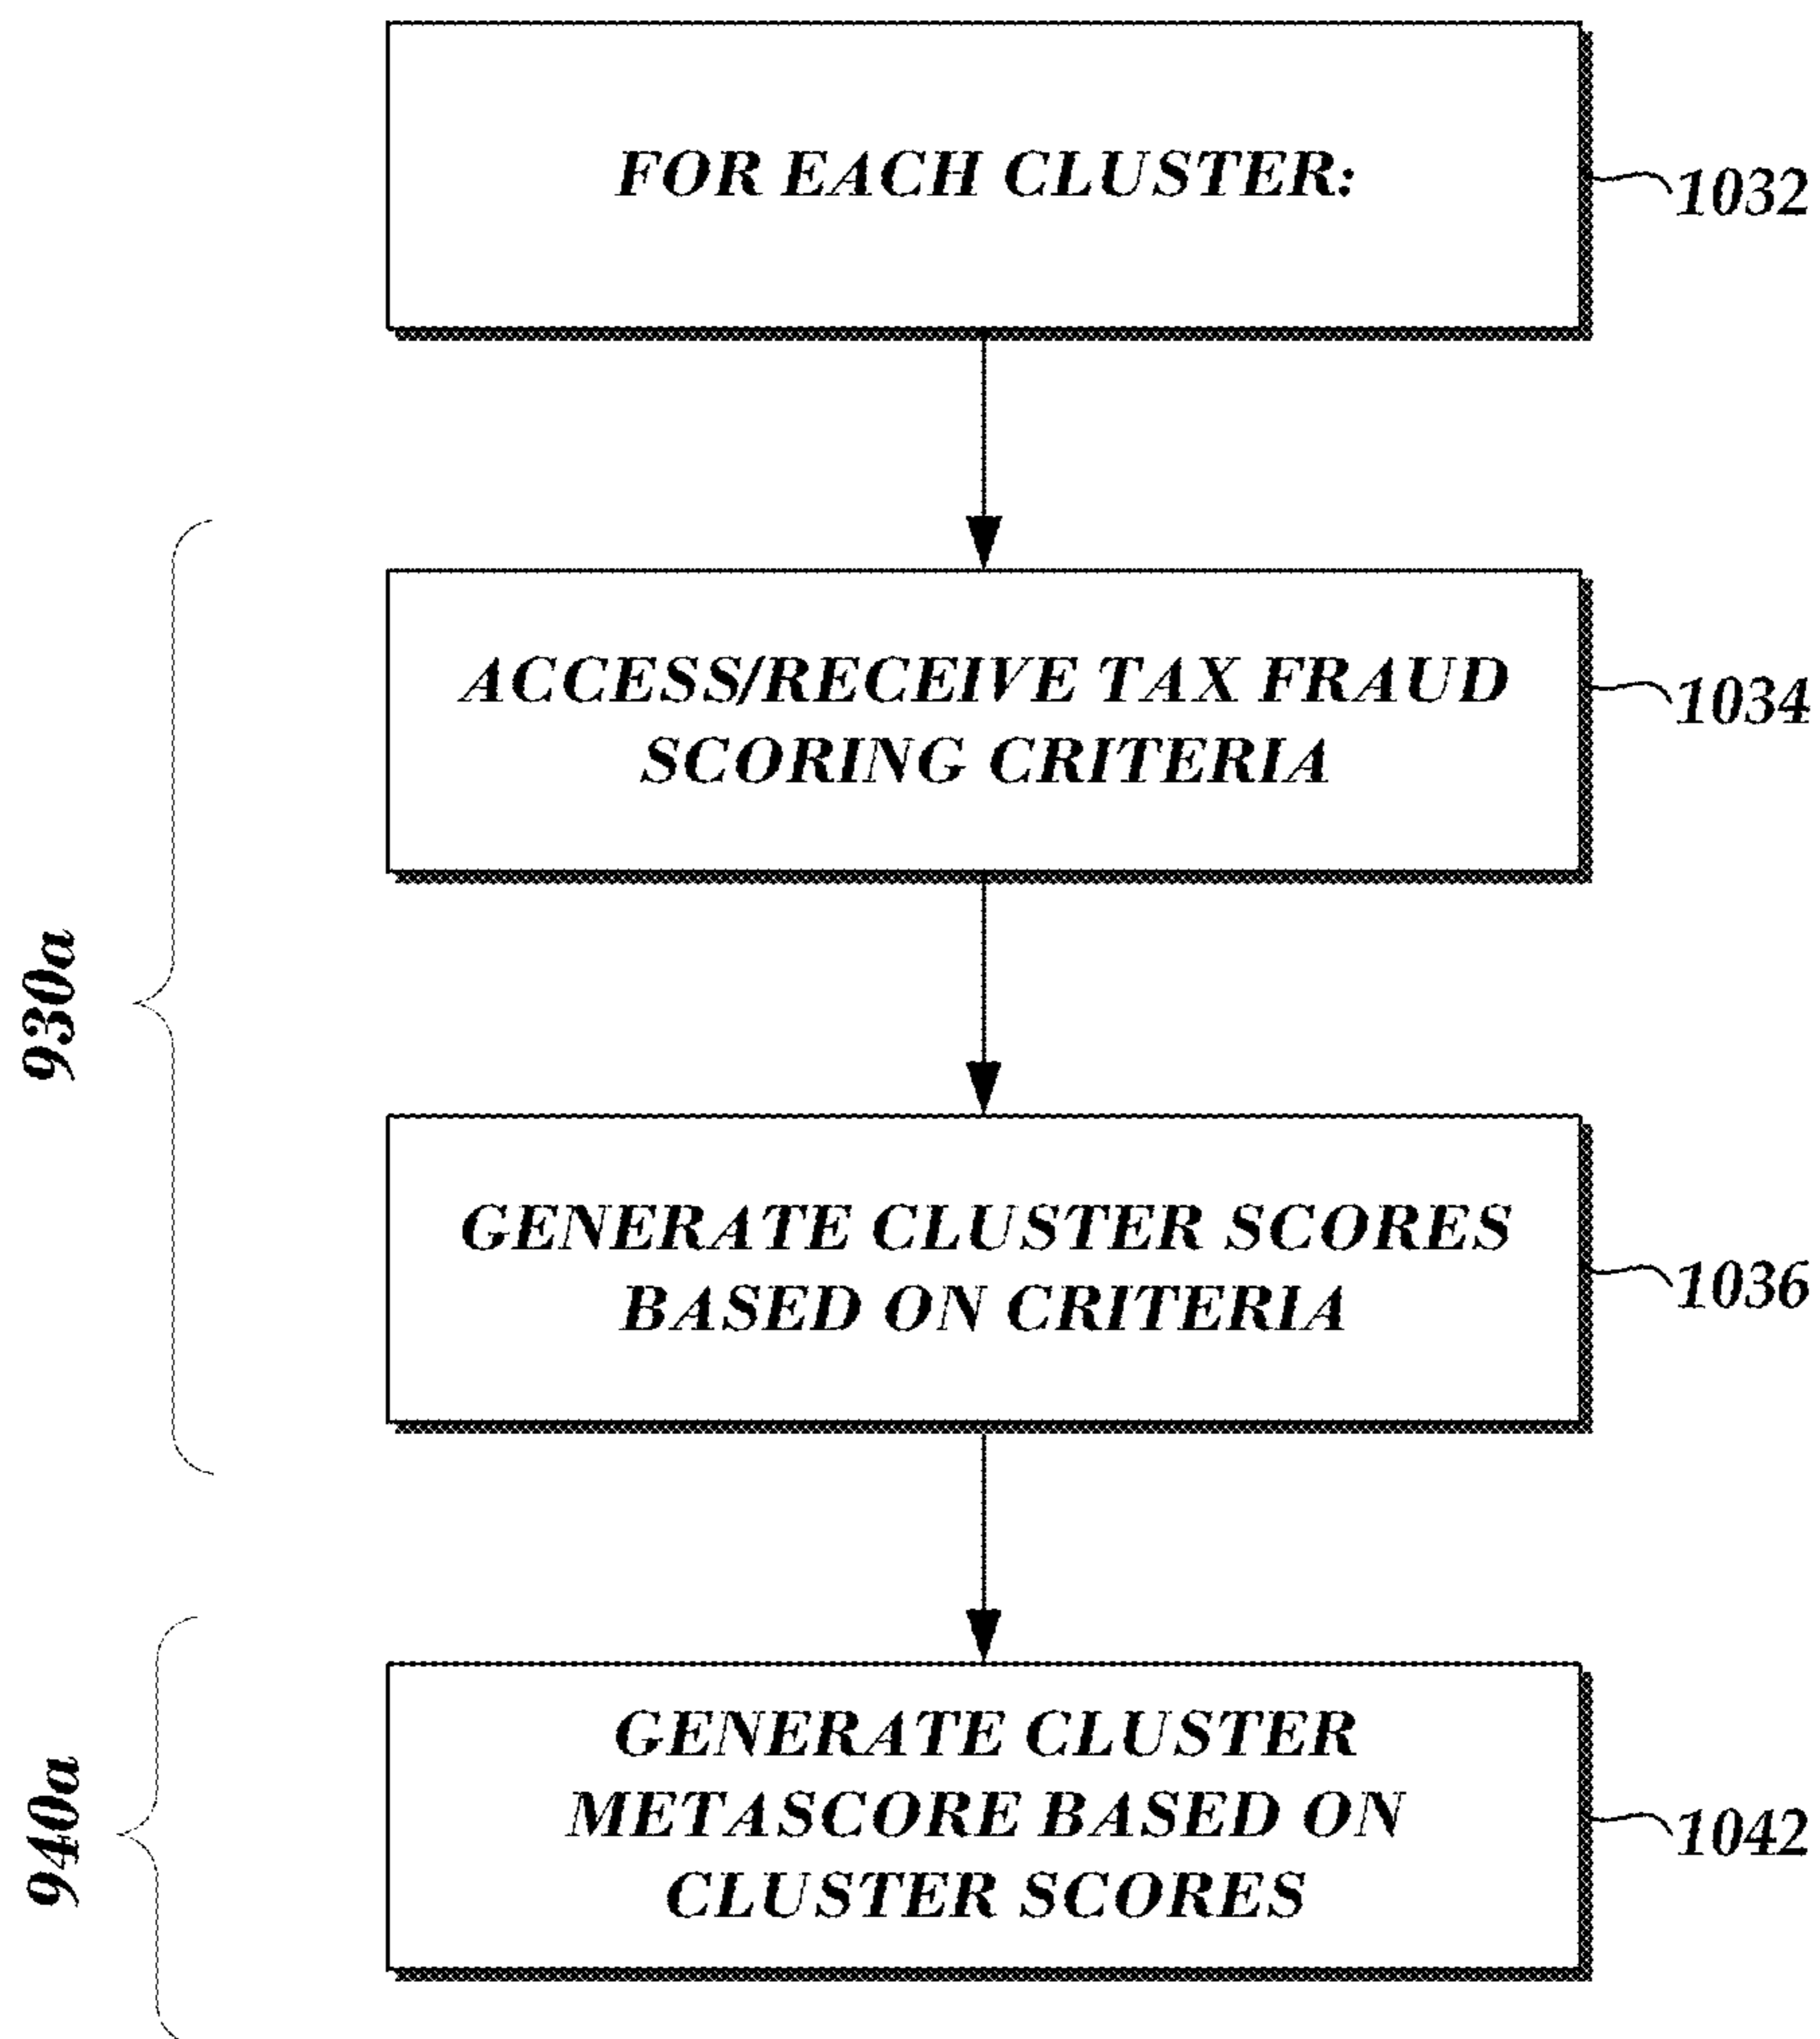 FOR EACH CLUSTER:
1032
ACCESS/RECEIVE TAX FRAUD
SCORING CRITERIA
1034
930a
GENERATE CLUSTER SCORES
BASED ON CRITERIA
1036
GENERATE CLUSTER
METASCORE BASED ON
CLUSTER SCORES
1042
940a